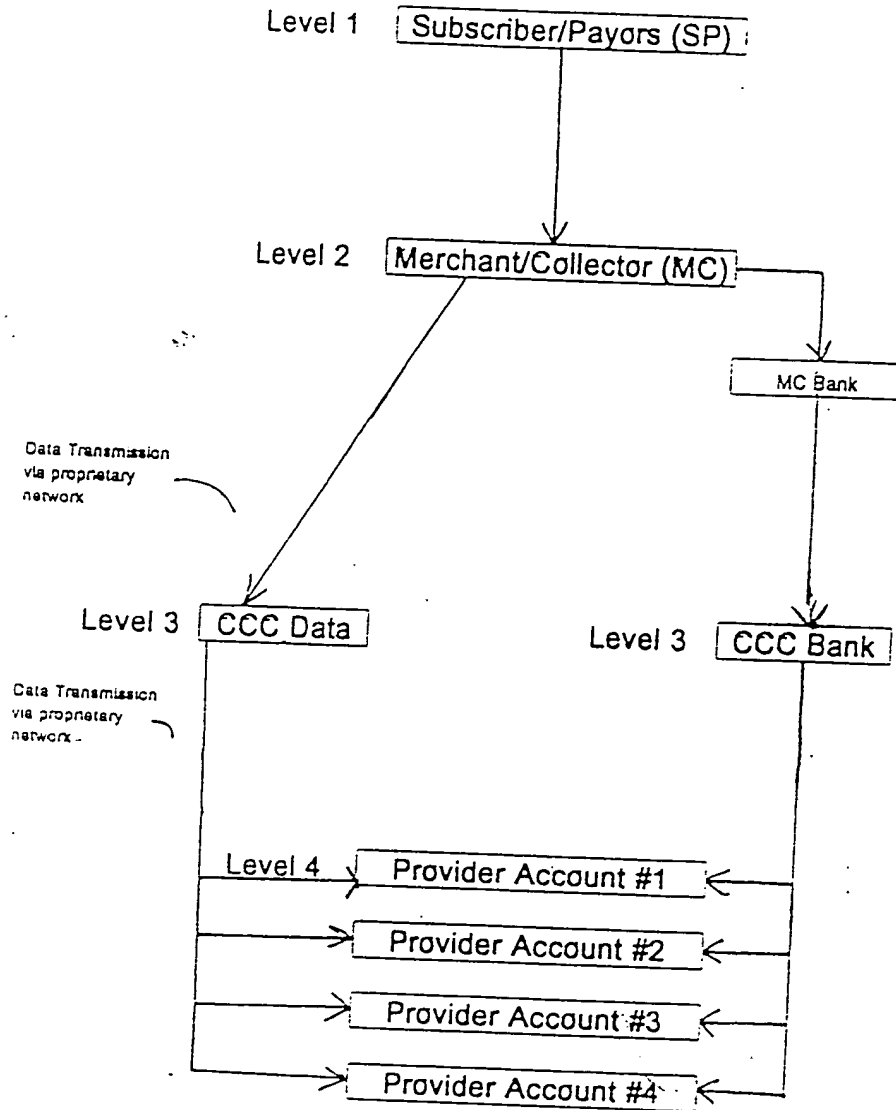 Level 1 Subscriber/Payors (SP)
Level 2 Merchant/Collector (MC)
MC Bank
Data Transmission
via proprietary
network
Level 3 CCC Data
Level 3 CCC Bank
Data Transmission
via proprietary
network
Level 4 Provider Account #1
Provider Account #2
Provider Account #3
Provider Account #4